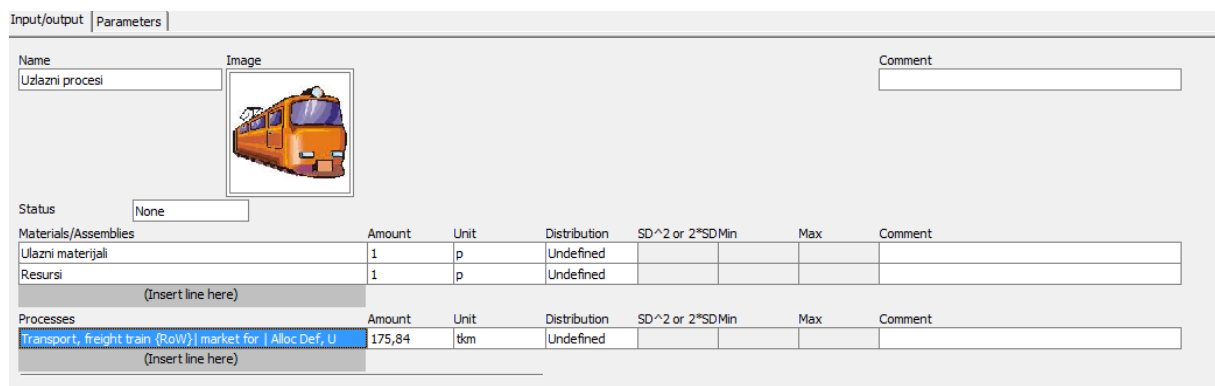 Input/output Parameters
Name Image Comment
Uzlazni procesi
Status None
Materials/Assemblies Amount Unit Distribution SD^2 or 2*SD Min Max Comment
Ulazni materijali 1 p Undefined
Resursi 1 p Undefined
(Insert line here)
Processes Amount Unit Distribution SD^2 or 2*SD Min Max Comment
Transport, freight train {RoW}| market for | Alloc Def, U 175,84 tkm Undefined
(Insert line here)